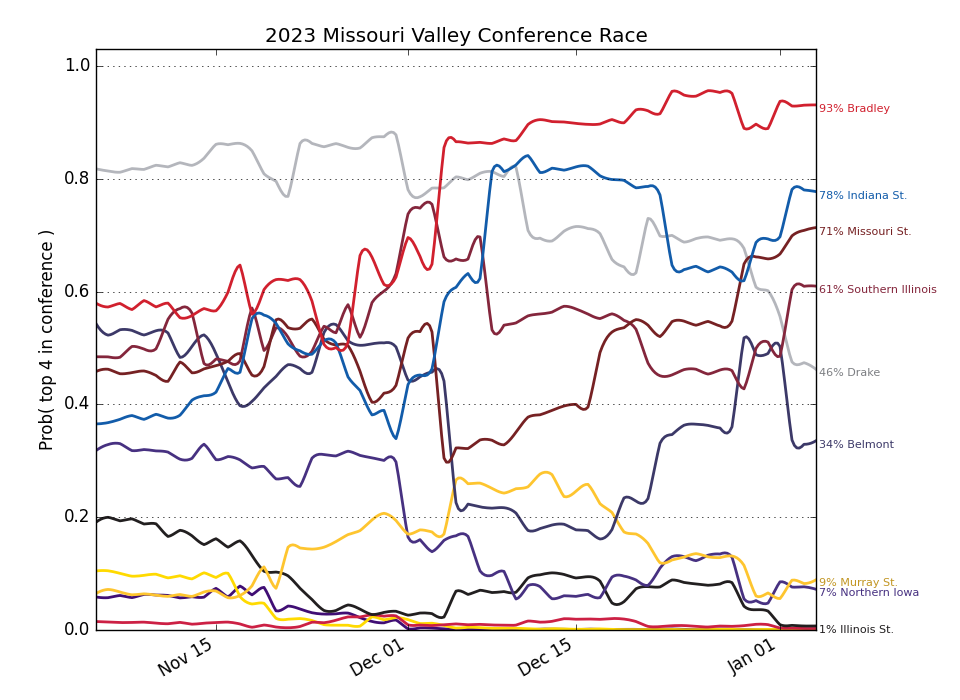 2023 Missouri Valley Conference Race
Prob( top 4 in conference )
1.0
0.8
0.6
0.4
0.2
0.0
Nov 15
Dec 01
Dec 15
Jan 01
93% Bradley
78% Indiana St.
71% Missouri St.
61% Southern Illinois
46% Drake
34% Belmont
9% Murray St.
7% Northern Iowa
1% Illinois St.